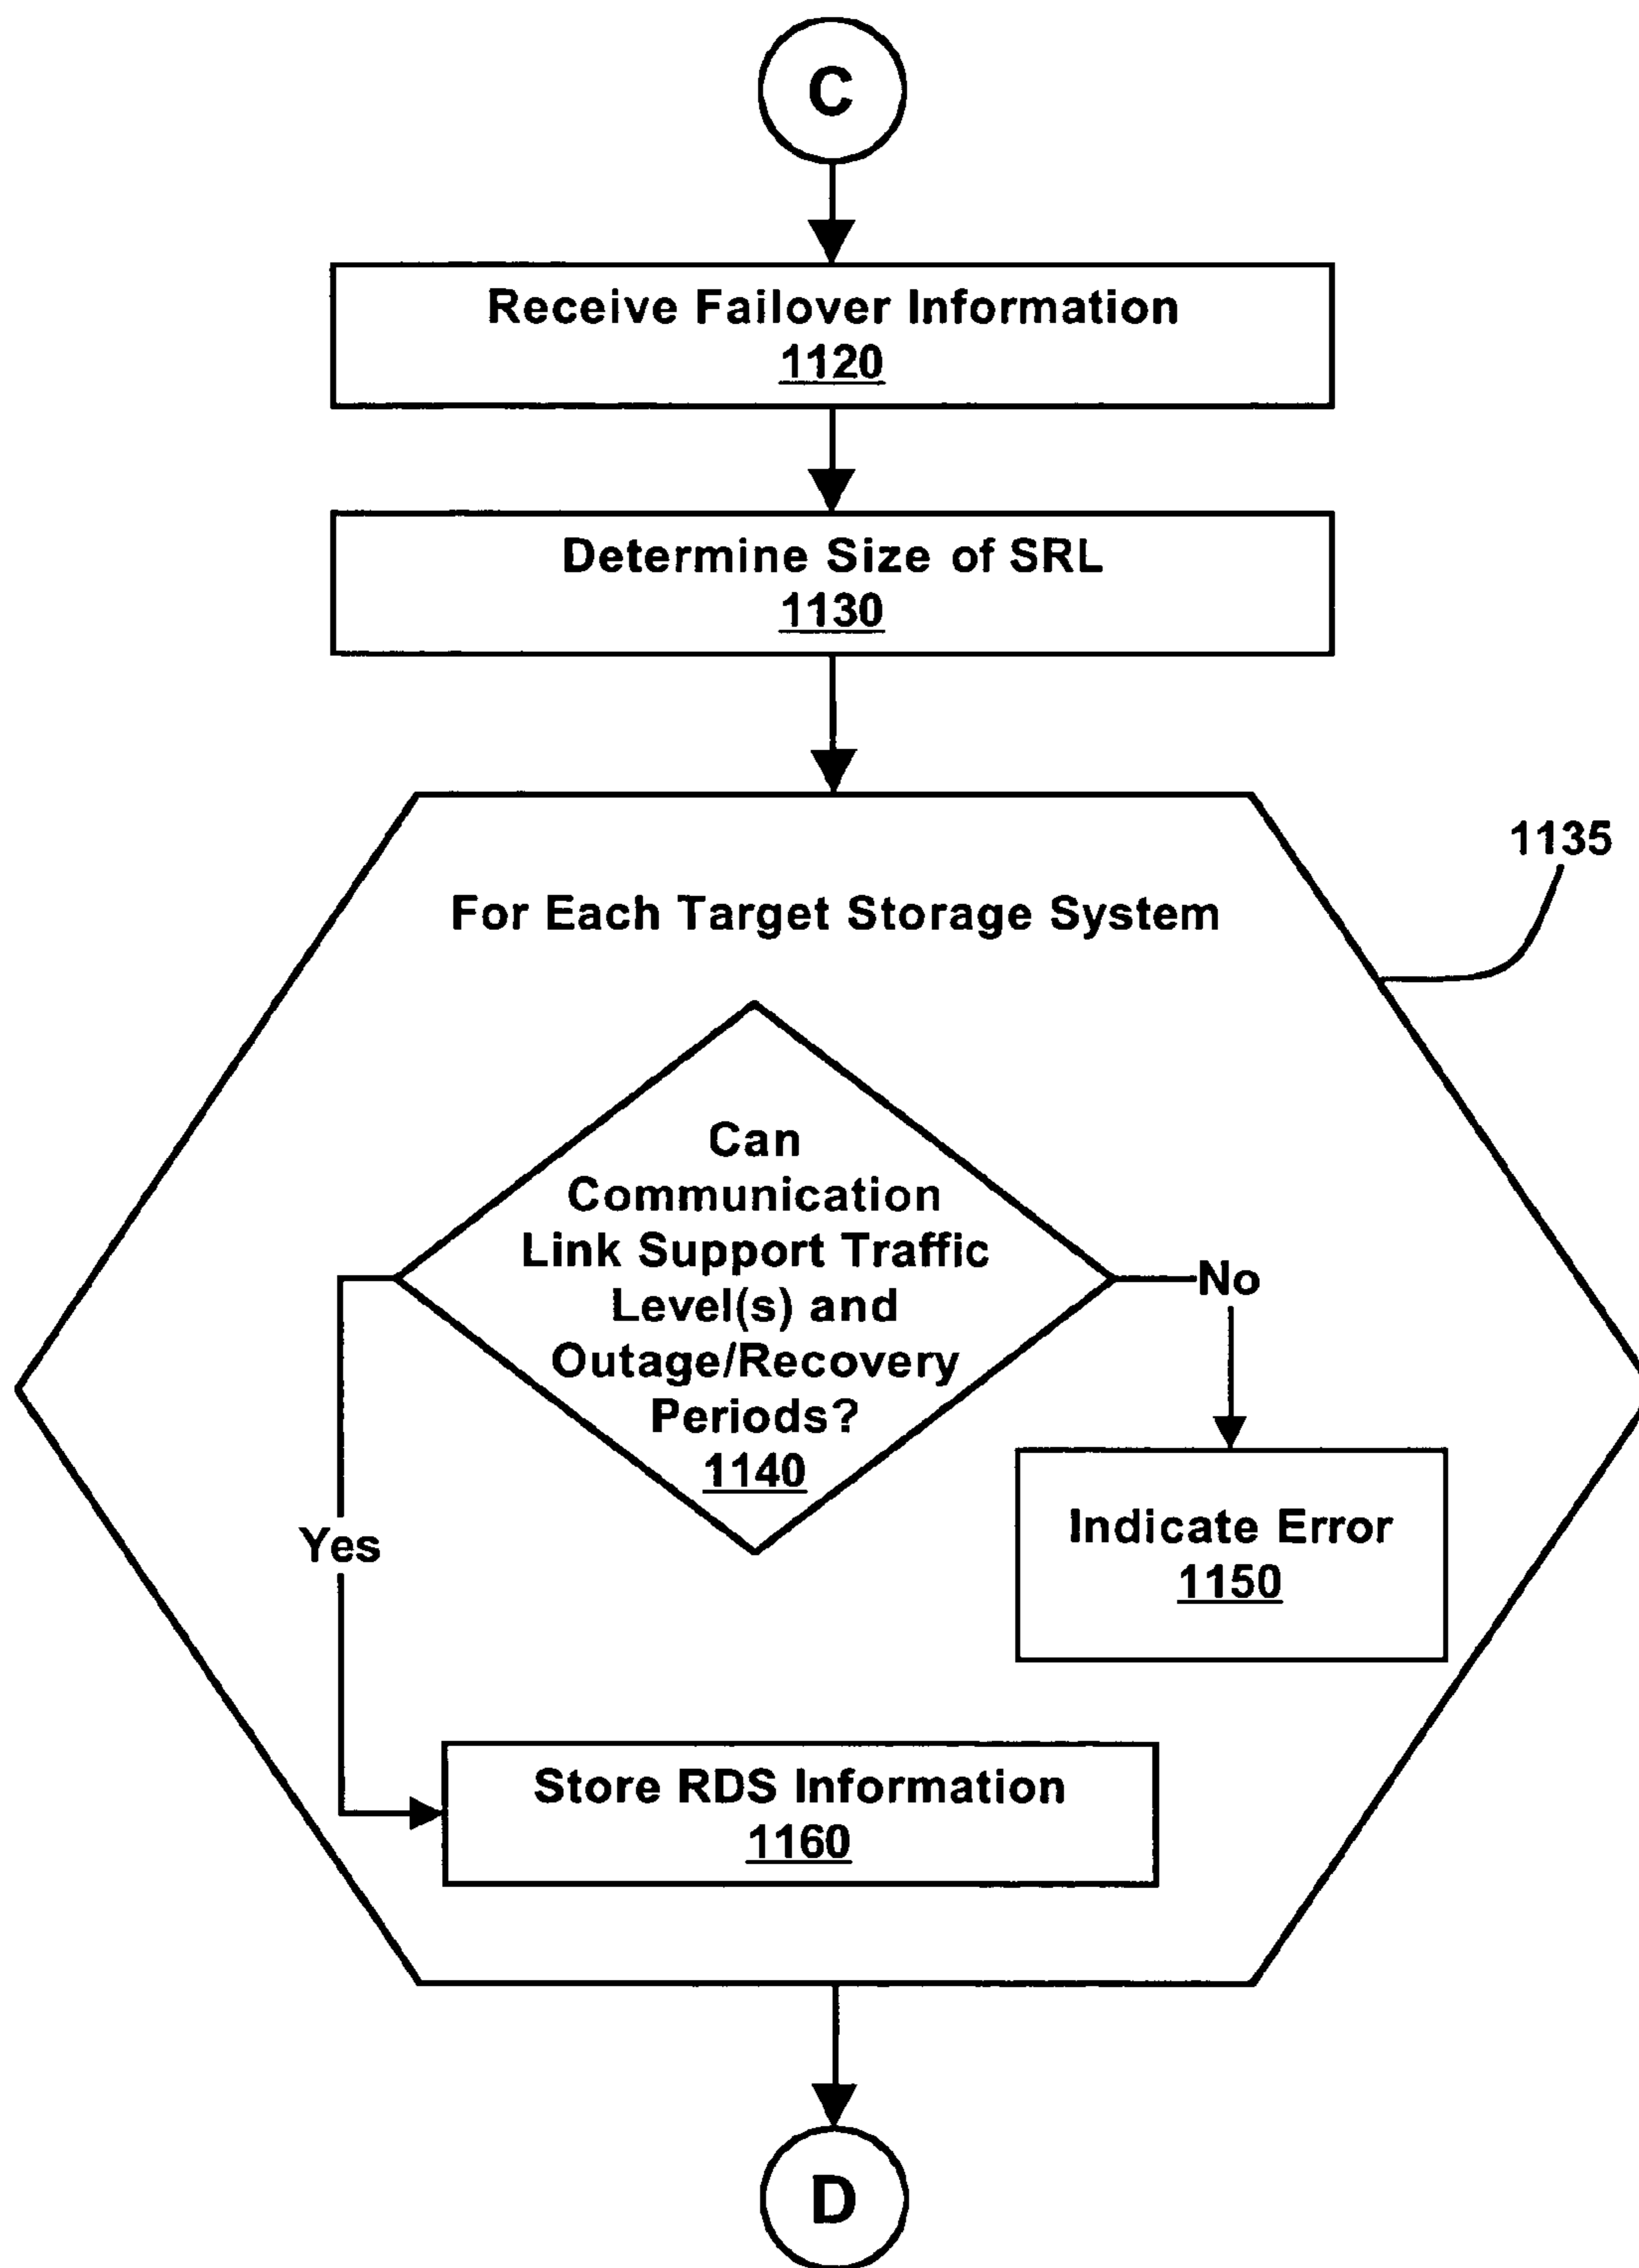 C
Receive Failover Information
1120
Determine Size of SRL
1130
1135
For Each Target Storage System
Can
Communication
Link Support Traffic
Level(s) and
Outage/Recovery
Periods?
1140
No
Indicate Error
1150
Yes
Store RDS Information
1160
D